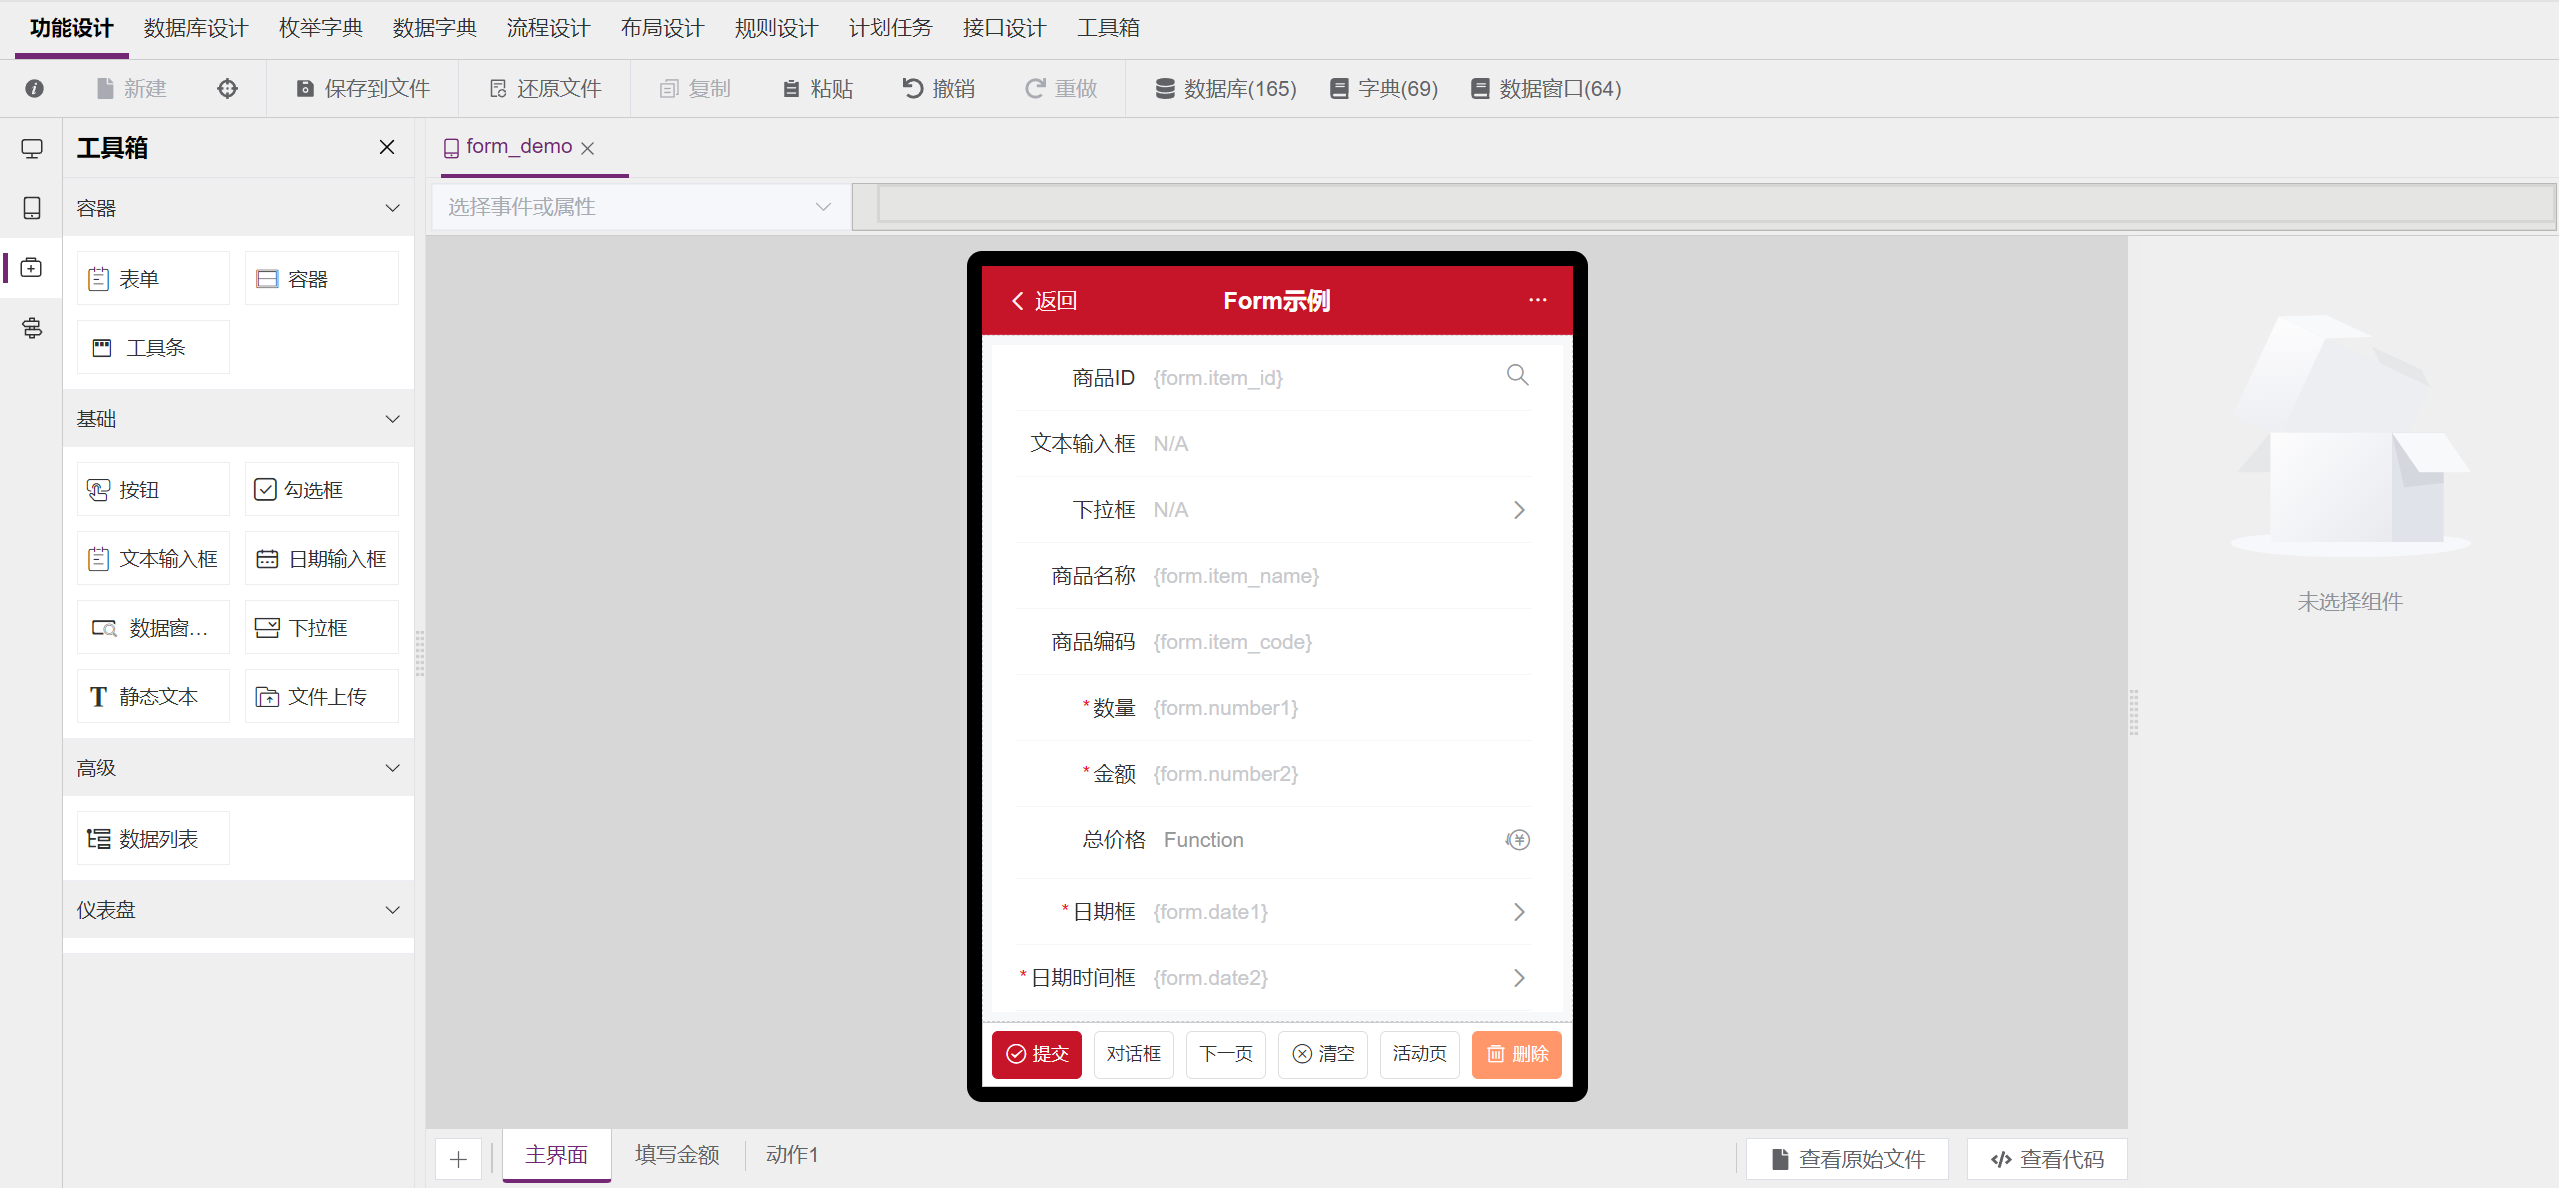 功能设计 数据库设计 枚举字典 数据字典 流程设计 布局设计 规则设计 计划任务 接口设计 工具箱
新建 保存到文件 还原文件 复制 粘贴 撤销 重做 数据库(165) 字典(69) 数据窗口(64)
工具箱
form_demo
容器
选择事件或属性
表单 容器
工具条
基础
按钮 勾选框
文本输入框 日期输入框
数据窗... 下拉框
静态文本 文件上传
高级
数据列表
仪表盘
返回 Form示例 ...
商品ID {form.item_id}
文本输入框 N/A
下拉框 N/A
商品名称 {form.item_name}
商品编码 {form.item_code}
*数量 {form.number1}
*金额 {form.number2}
总价格 Function
*日期框 {form.date1}
*日期时间框 {form.date2}
提交 对话框 下一页 清空 活动页 删除
未选择组件
主界面 填写金额 动作1
查看原始文件 查看代码